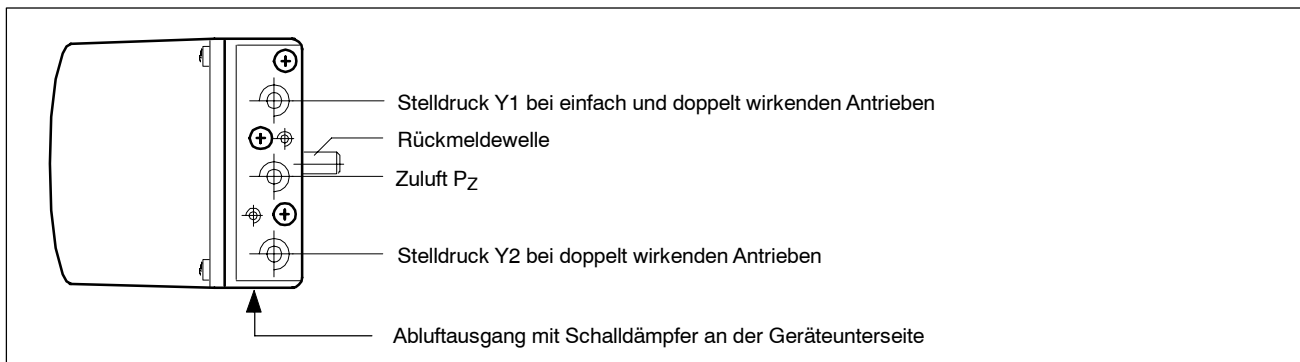 Stelldruck Y1 bei einfach und doppelt wirkenden Antrieben
Rückmeldewelle
Zuluft PZ
Stelldruck Y2 bei doppelt wirkenden Antrieben
Abluftausgang mit Schalldämpfer an der Geräteunterseite